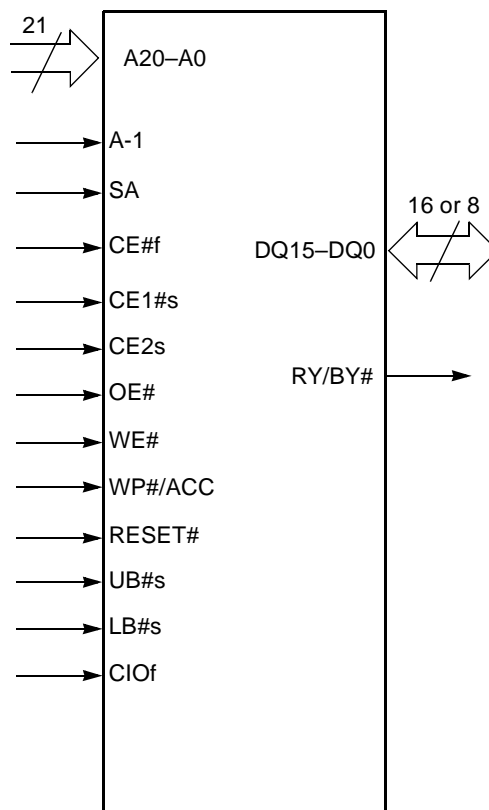 21
A20–A0
A-1
SA
16 or 8
CE#f
DQ15–DQ0
CE1#s
CE2s
RY/BY#
OE#
WE#
WP#/ACC
RESET#
UB#s
LB#s
CIOf